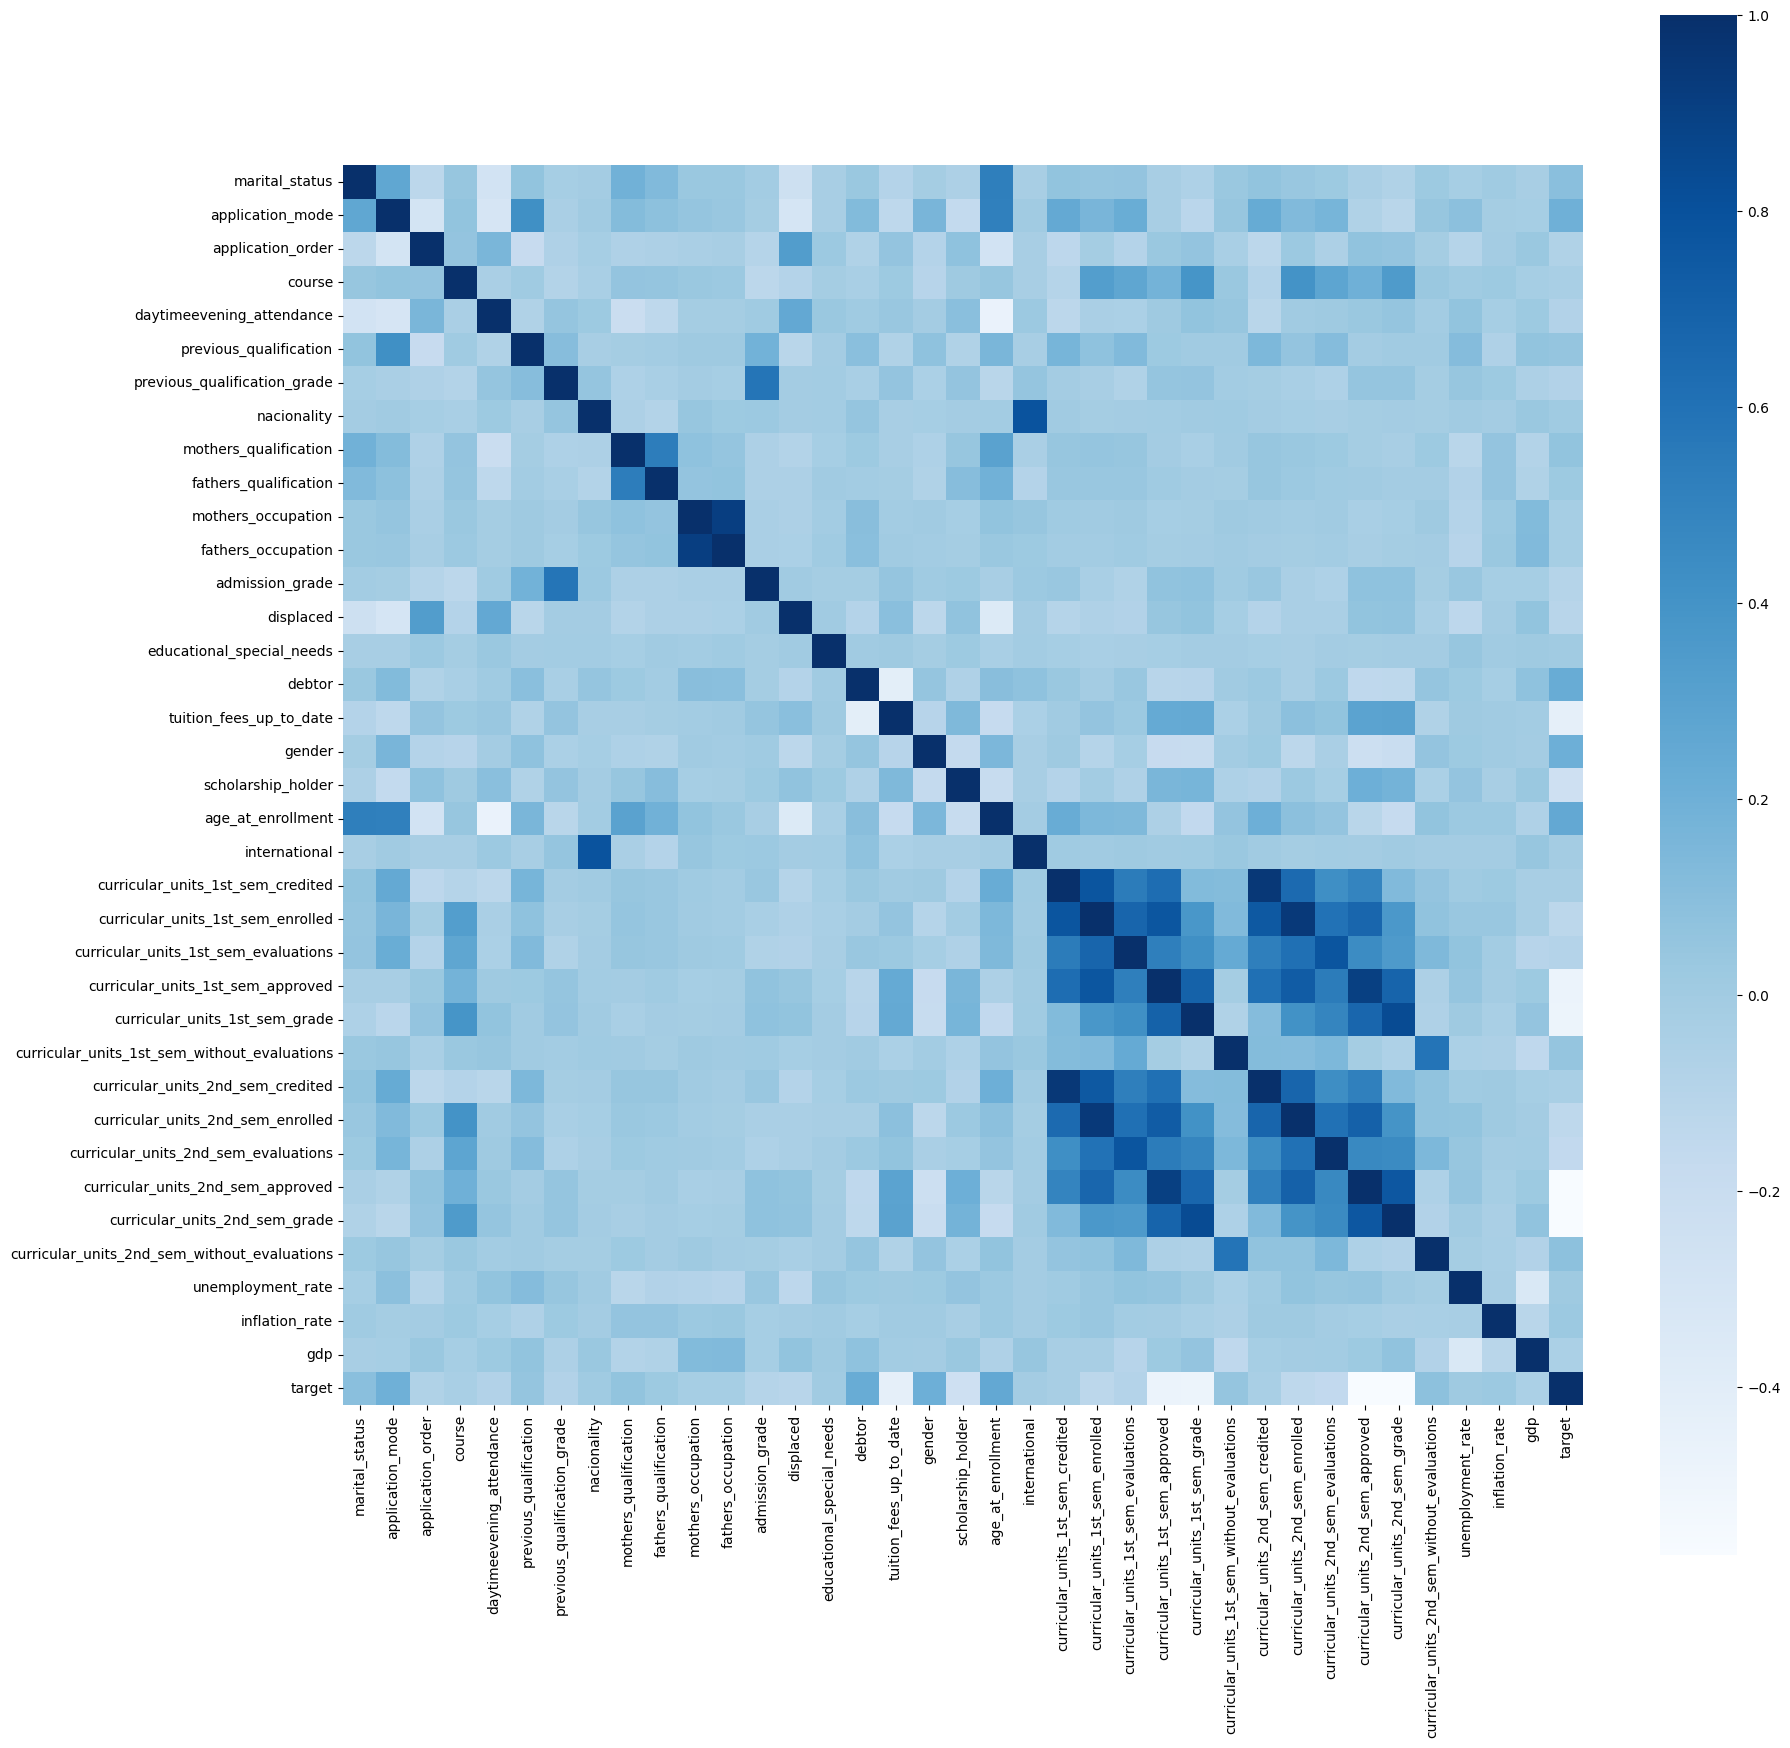 marital_status
application_mode
application_order
course
daytimeevening_attendance
previous_qualification
previous_qualification_grade
nacionality
mothers_qualification
fathers_qualification
mothers_occupation
fathers_occupation
admission_grade
displaced
educational_special_needs
debtor
tuition_fees_up_to_date
gender
scholarship_holder
age_at_enrollment
international
curricular_units_1st_sem_credited
curricular_units_1st_sem_enrolled
curricular_units_1st_sem_evaluations
curricular_units_1st_sem_approved
curricular_units_1st_sem_grade
curricular_units_1st_sem_without_evaluations
curricular_units_2nd_sem_credited
curricular_units_2nd_sem_enrolled
curricular_units_2nd_sem_evaluations
curricular_units_2nd_sem_approved
curricular_units_2nd_sem_grade
curricular_units_2nd_sem_without_evaluations
unemployment_rate
inflation_rate
gdp
target
marital_status
application_mode
application_order
course
daytimeevening_attendance
previous_qualification
previous_qualification_grade
nacionality
mothers_qualification
fathers_qualification
mothers_occupation
fathers_occupation
admission_grade
displaced
educational_special_needs
debtor
tuition_fees_up_to_date
gender
scholarship_holder
age_at_enrollment
international
curricular_units_1st_sem_credited
curricular_units_1st_sem_enrolled
curricular_units_1st_sem_evaluations
curricular_units_1st_sem_approved
curricular_units_1st_sem_grade
curricular_units_1st_sem_without_evaluations
curricular_units_2nd_sem_credited
curricular_units_2nd_sem_enrolled
curricular_units_2nd_sem_evaluations
curricular_units_2nd_sem_approved
curricular_units_2nd_sem_grade
curricular_units_2nd_sem_without_evaluations
unemployment_rate
inflation_rate
gdp
target
1.0
0.8
0.6
0.4
0.2
0.0
−0.2
−0.4